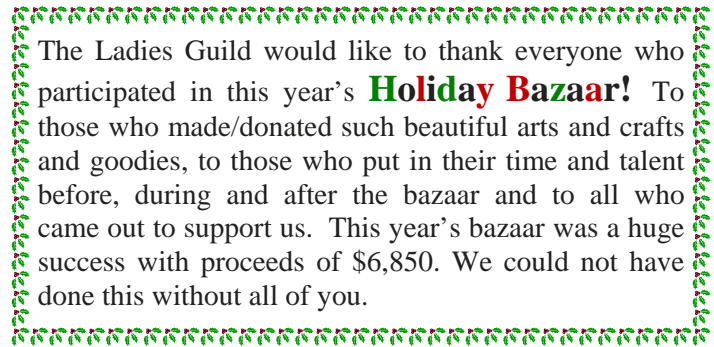 The Ladies Guild would like to thank everyone who
participated in this year's Holiday Bazaar! To
those who made/donated such beautiful arts and crafts
and goodies, to those who put in their time and talent
before, during and after the bazaar and to all who
came out to support us. This year's bazaar was a huge
success with proceeds of $6,850. We could not have
done this without all of you.